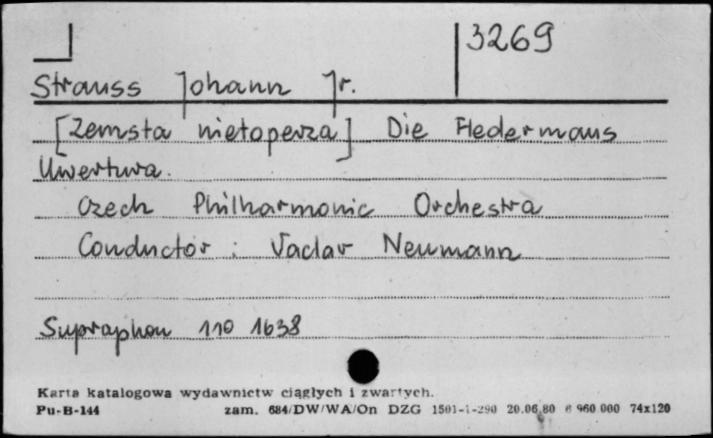 3269
Strauss Johann Jr.
[Zemsta nietoperza] Die Fledermaus
Uwertura.
Czech Philharmonic Orchestra
Conductor : Vaclav Neumann
Supraphon 110 1638
Karta katalogowa wydawnictw ciągłych i zwartych.
Pu-B-144 zam. 684/DW/WA/On DZG 1501-1-z90 20.06.80 6 960 000 74x120